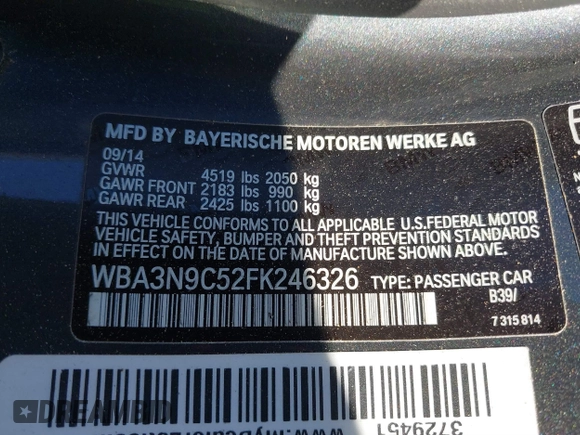 MFD BY BAYERISCHE MOTOREN WERKE AG
09/14
GVWR 4519 lbs 2050 kg
GAWR FRONT 2183 lbs 990 kg
GAWR REAR 2425 lbs 1100 kg
THIS VEHICLE CONFORMS TO ALL APPLICABLE U.S.FEDERAL MOTOR
VEHICLE SAFETY, BUMPER AND THEFT PREVENTION STANDARDS
IN EFFECT ON THE DATE OF MANUFACTURE SHOWN ABOVE.
WBA3N9C52FK246326 TYPE: PASSENGER CAR
B39/
7 315 814
3729451
DREAMBID